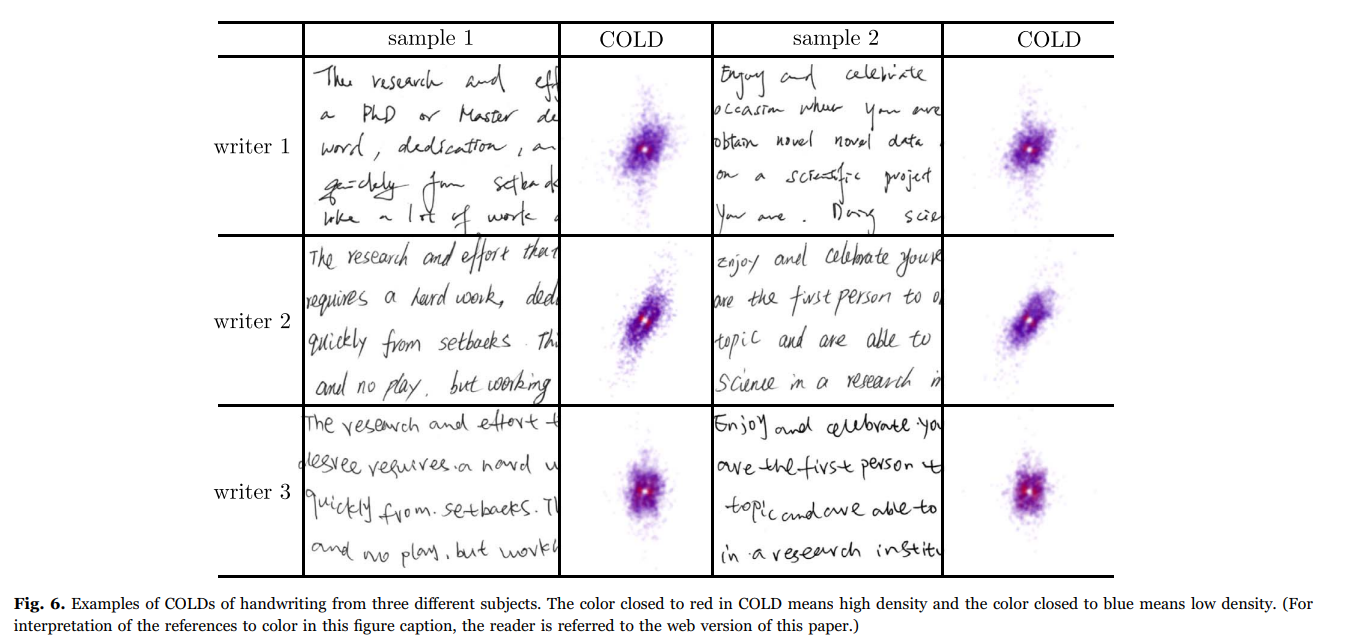 sample 1 COLD sample 2 COLD
writer 1
The research and eff
a PhD or Master de
word, dedication, an
quickly from setbade
take a lot of work a
Enjoy and celebrate
occasion when you are
obtain novel novel data
on a scientific project
You are. Doing scie
writer 2
The research and effort that
requires a hard work, ded
quickly from setbacks. Thi
and no play, but working
Enjoy and celebrate your
are the first person to o
topic and are able to
Science in a research in
writer 3
The research and effort t
desree requires a hard w
quickly from. setbacks. Th
and no play, but workh
Enjoy and celebrate you
are the first person t
topic and are able to
in a research institu
Fig. 6. Examples of COLDs of handwriting from three different subjects. The color closed to red in COLD means high density and the color closed to blue means low density. (For
interpretation of the references to color in this figure caption, the reader is referred to the web version of this paper.)